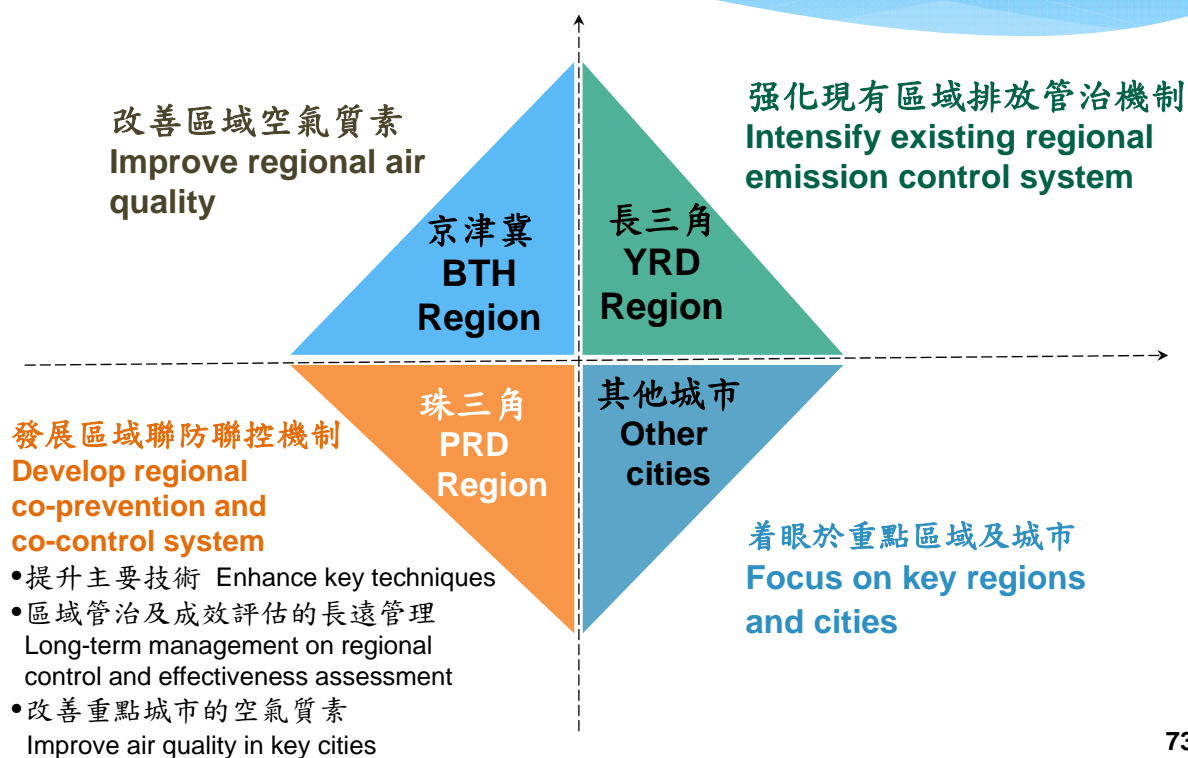 改善區域空氣質素
Improve regional air
quality
强化現有區域排放管治機制
Intensify existing regional
emission control system
京津冀
BTH
Region
長三角
YRD
Region
珠三角
PRD
Region
其他城市
Other
cities
發展區域聯防聯控機制
Develop regional
co-prevention and
co-control system
•提升主要技術 Enhance key techniques
•區域管治及成效評估的長遠管理
Long-term management on regional
control and effectiveness assessment
•改善重點城市的空氣質素
Improve air quality in key cities
着眼於重點區域及城市
Focus on key regions
and cities
73